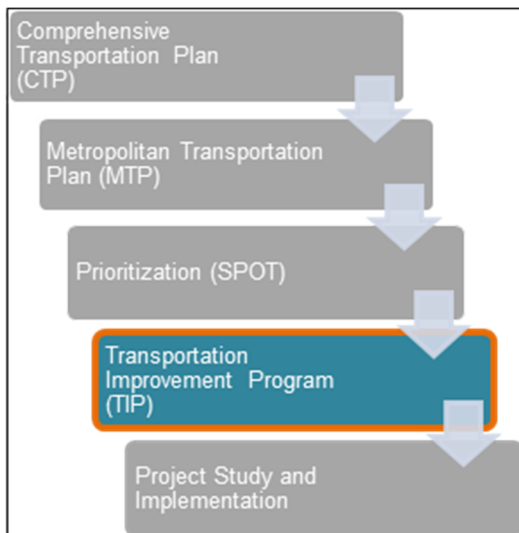 Comprehensive
Transportation Plan
(CTP)
Metropolitan Transportation
Plan (MTP)
Prioritization (SPOT)
Transportation
Improvement Program
(TIP)
Project Study and
Implementation